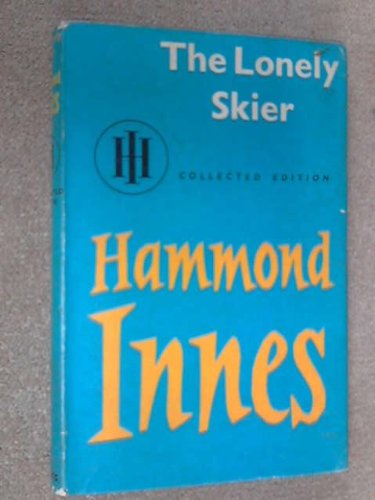 The Lonely
Skier
HI
COLLECTED EDITION
Hammond
Innes